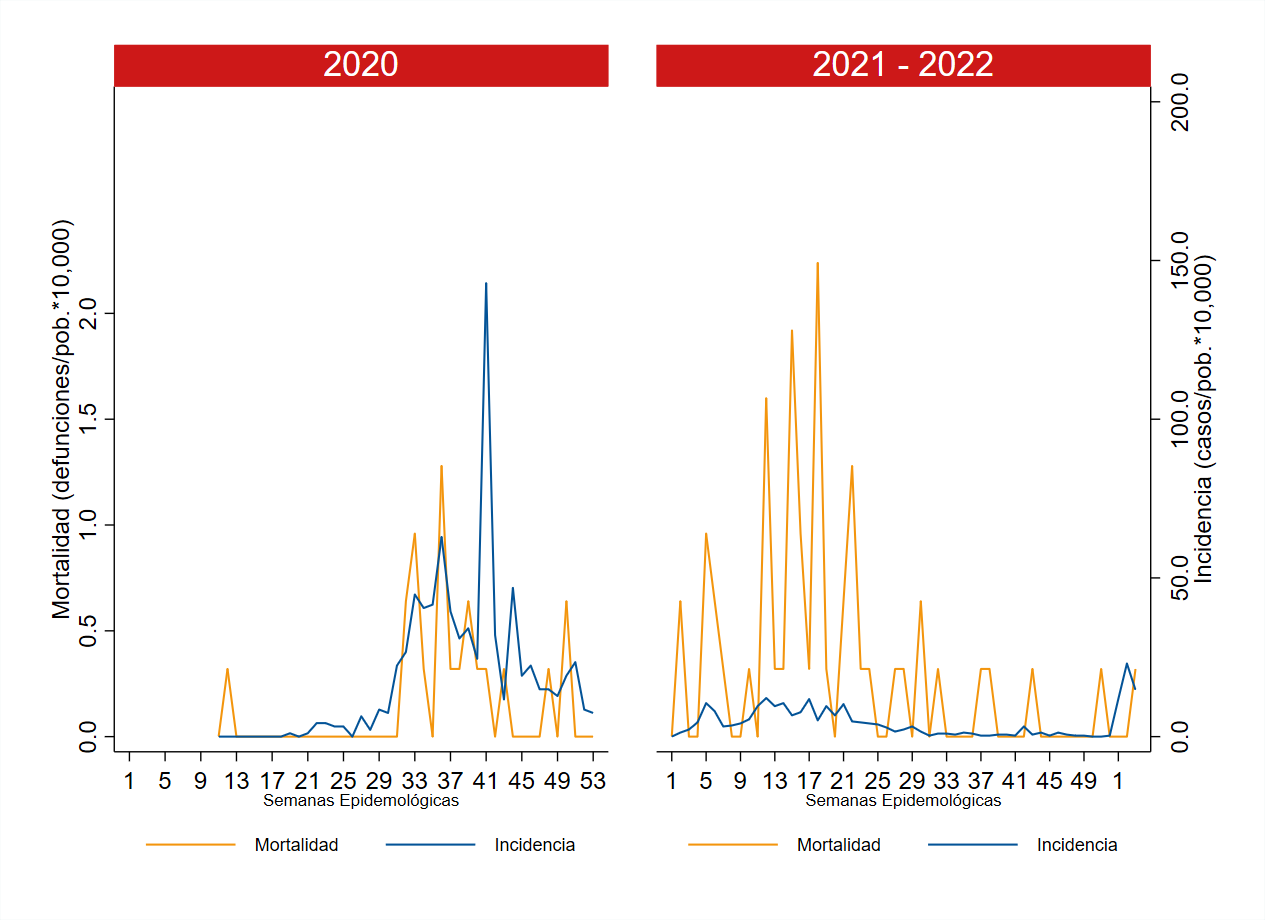 2020
2021 - 2022
Mortalidad (defunciones/pob.*10,000)
0.0 0.5 1.0 1.5 2.0
1 5 9 13 17 21 25 29 33 37 41 45 49 53
Semanas Epidemológicas
Mortalidad Incidencia
1 5 9 13 17 21 25 29 33 37 41 45 49 1
Semanas Epidemológicas
Mortalidad Incidencia
0.0 50.0 100.0 150.0 200.0
Incidencia (casos/pob.*10,000)